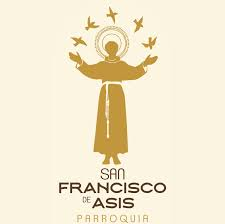 SAN
FRANCISCO
DE ASIS
PARROQUIA